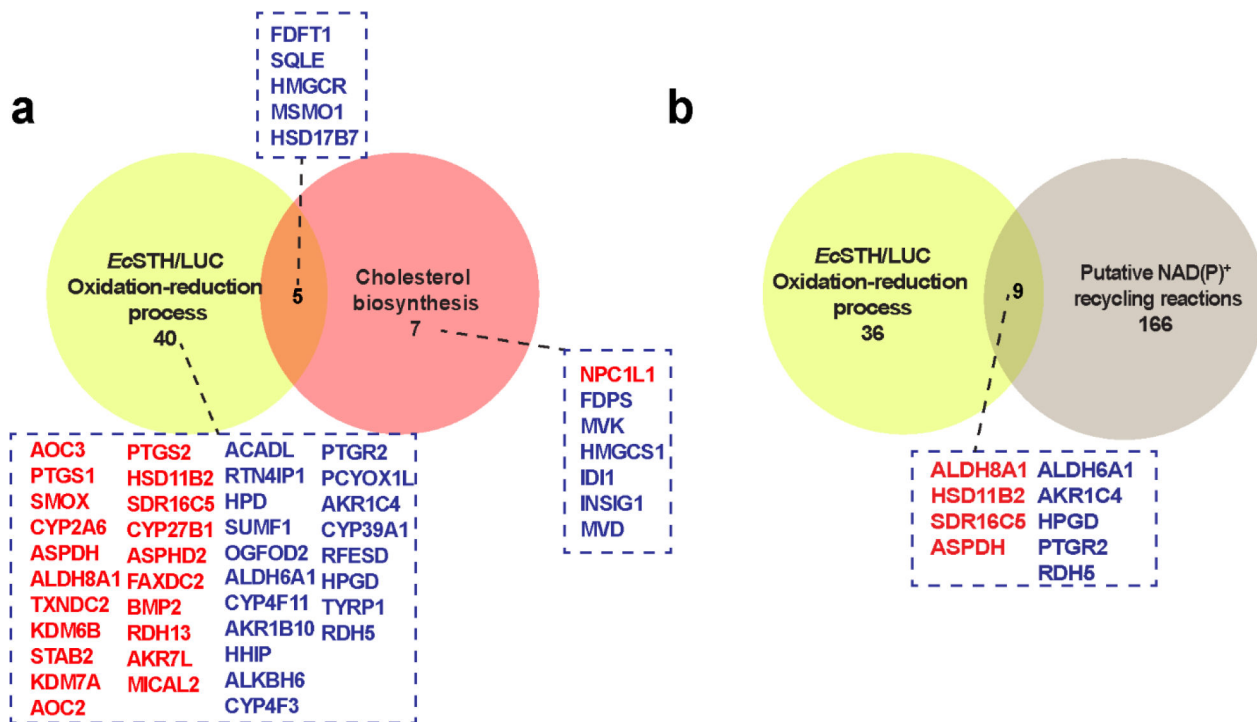 a
FDFT1
SQLE
HMGCR
MSMO1
HSD17B7
EcSTH/LUC
Oxidation-reduction
process
40
5
Cholesterol
biosynthesis
7
NPC1L1
FDPS
MVK
HMGCS1
IDI1
INSIG1
MVD
AOC3 PTGS2 ACADL PTGR2
PTGS1 HSD11B2 RTN4IP1 PCYOX1L
SMOX SDR16C5 HPD AKR1C4
CYP2A6 CYP27B1 SUMF1 CYP39A1
ASPDH ASPHD2 OGFOD2 RFESD
ALDH8A1 FAXDC2 ALDH6A1 HPGD
TXNDC2 BMP2 CYP4F11 TYRP1
KDM6B RDH13 AKR1B10 RDH5
STAB2 AKR7L HHIP
KDM7A MICAL2 ALKBH6
AOC2 CYP4F3
b
EcSTH/LUC
Oxidation-reduction
process
36
9
Putative NAD(P)+
recycling reactions
166
ALDH8A1 ALDH6A1
HSD11B2 AKR1C4
SDR16C5 HPGD
ASPDH PTGR2
RDH5